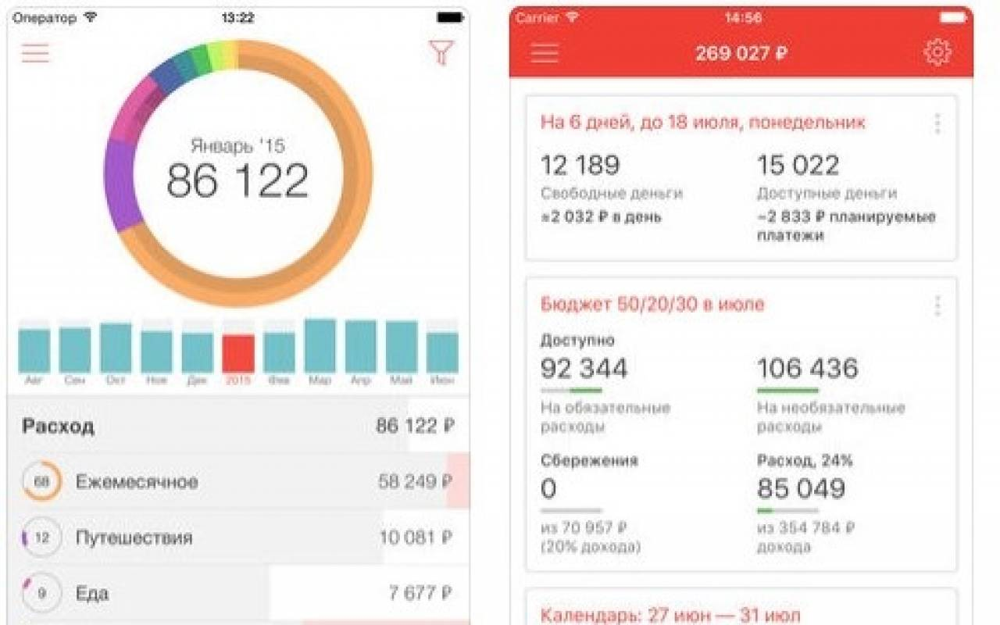 Оператор 13:22
Январь '15
86 122
Авг Сен Окт Ноя Дек 2015 Фев Мар Апр Май Июн
Расход 86 122 ₽
68 Ежемесячное 58 249 ₽
12 Путешествия 10 081 ₽
9 Еда 7 677 ₽
Carrier 14:56
269 027 ₽
На 6 дней, до 18 июля, понедельник
12 189 15 022
Свободные деньги Доступные деньги
≈2 032 ₽ в день −2 833 ₽ планируемые
платежи
Бюджет 50/20/30 в июле
Доступно
92 344 106 436
На обязательные На необязательные
расходы расходы
Сбережения Расход, 24%
0 85 049
из 70 957 ₽ из 354 784 ₽
(20% дохода) дохода
Календарь: 27 июн — 31 июл